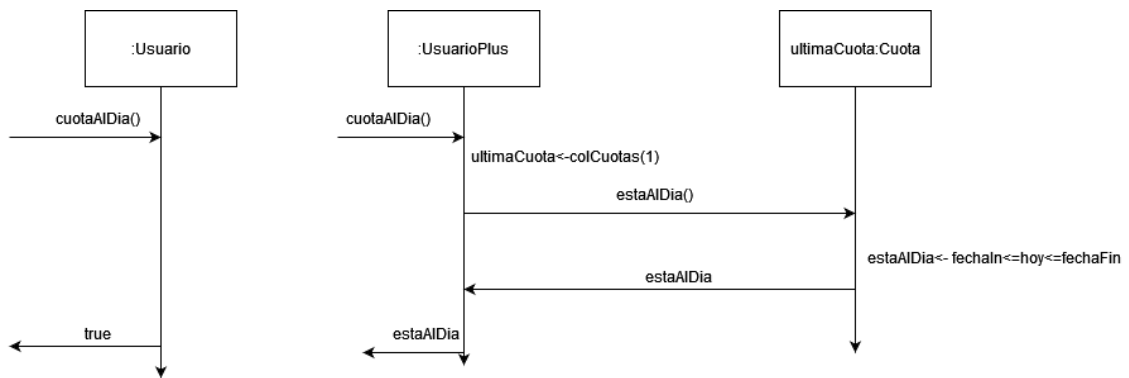 :Usuario
:UsuarioPlus
ultimaCuota:Cuota
cuotaAlDia()
cuotaAlDia()
ultimaCuota<-colCuotas(1)
estaAlDia()
estaAlDia<- fechaIn<=hoy<=fechaFin
estaAlDia
true
estaAlDia